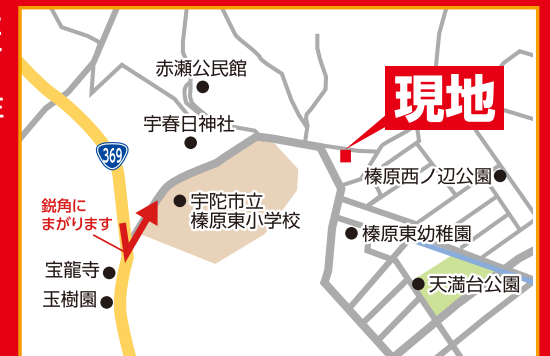 赤瀬公民館
宇春日神社
現地
369
榛原西ノ辺公園
鋭角に
まがります
宇陀市立
榛原東小学校
榛原東幼稚園
宝龍寺
玉樹園
天満台公園